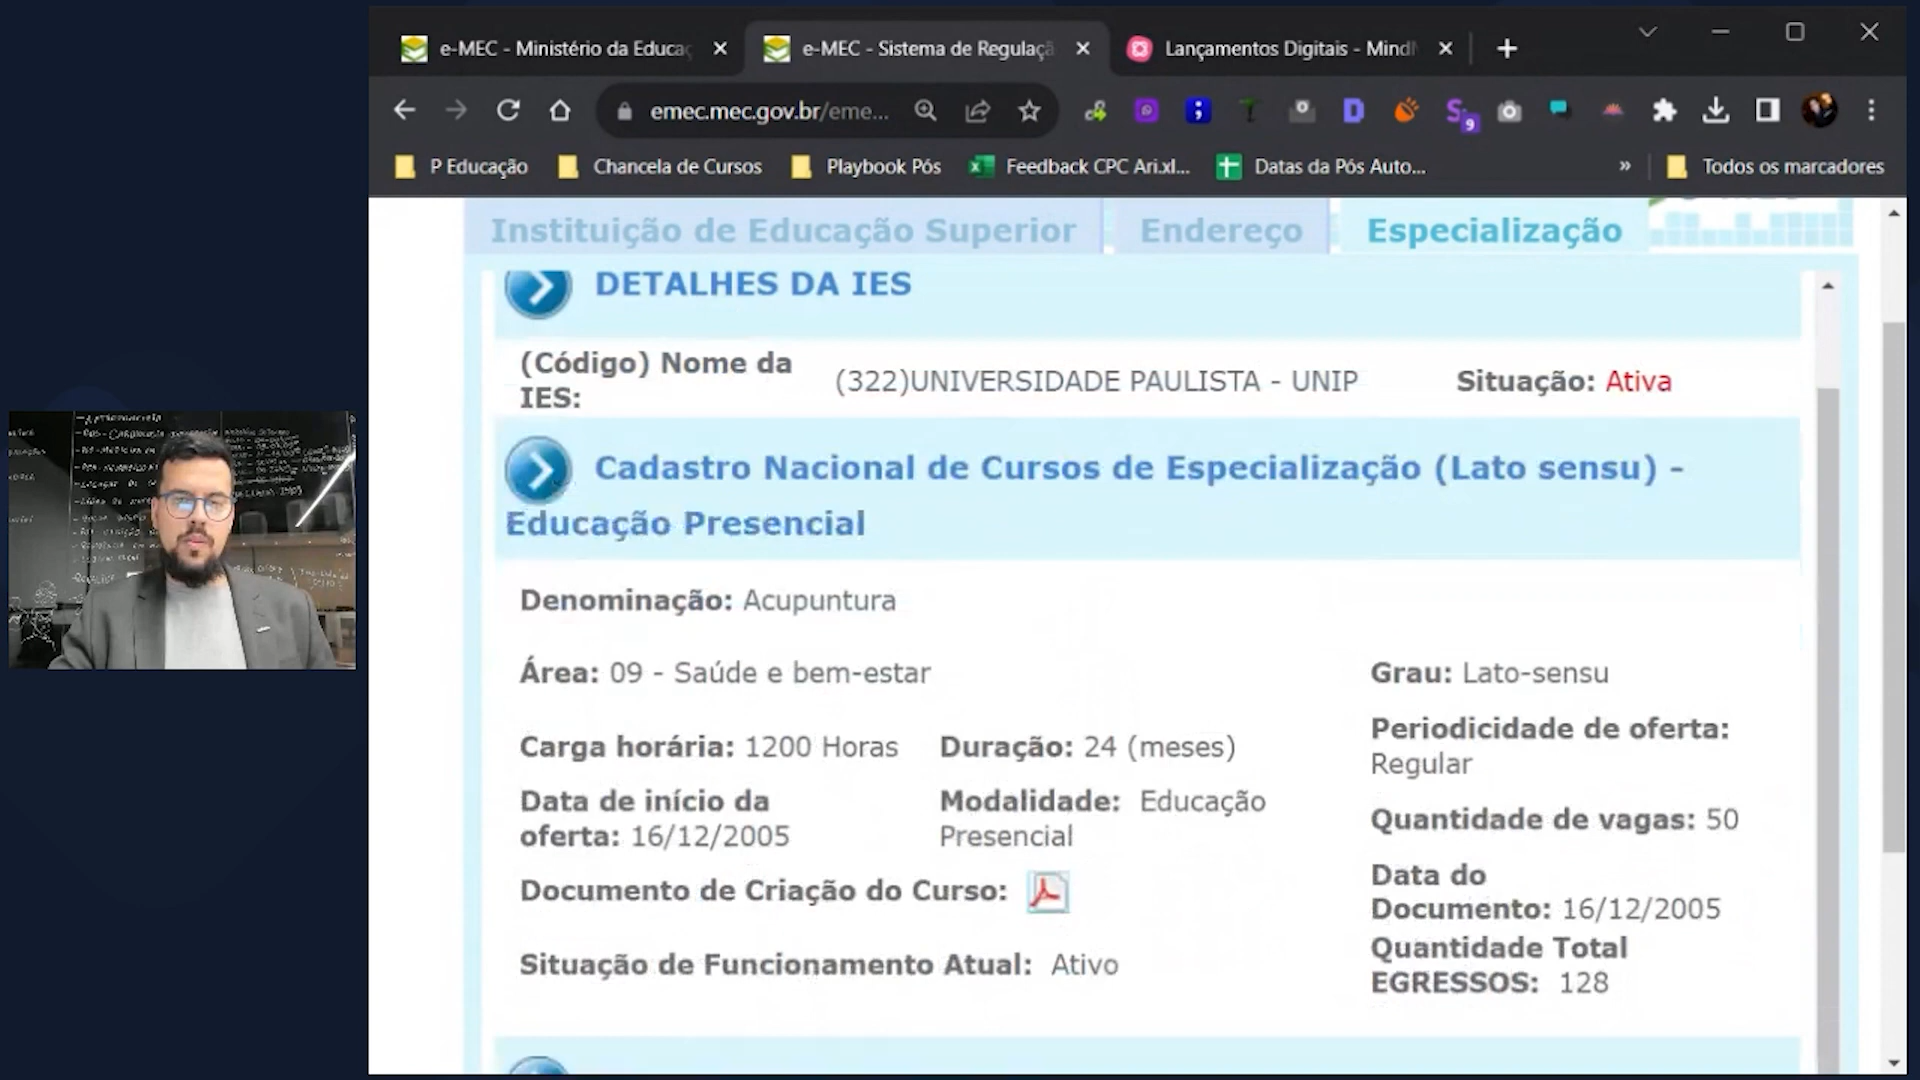 e-MEC - Ministério da Educaç
e-MEC - Sistema de Regulaçã
Lançamentos Digitais - Mind
emec.mec.gov.br/eme...
9
P Educação
Chancela de Cursos
Playbook Pós
Feedback CPC Ari.xl...
Datas da Pós Auto...
»
Todos os marcadores
Instituição de Educação Superior
Endereço
Especialização
DETALHES DA IES
(Código) Nome da
IES:
(322)UNIVERSIDADE PAULISTA - UNIP
Situação: Ativa
Cadastro Nacional de Cursos de Especialização (Lato sensu) -
Educação Presencial
Denominação: Acupuntura
Área: 09 - Saúde e bem-estar
Grau: Lato-sensu
Carga horária: 1200 Horas
Duração: 24 (meses)
Periodicidade de oferta:
Regular
Data de início da
oferta: 16/12/2005
Modalidade: Educação
Presencial
Quantidade de vagas: 50
Documento de Criação do Curso:
Data do
Documento: 16/12/2005
Situação de Funcionamento Atual: Ativo
Quantidade Total
EGRESSOS: 128